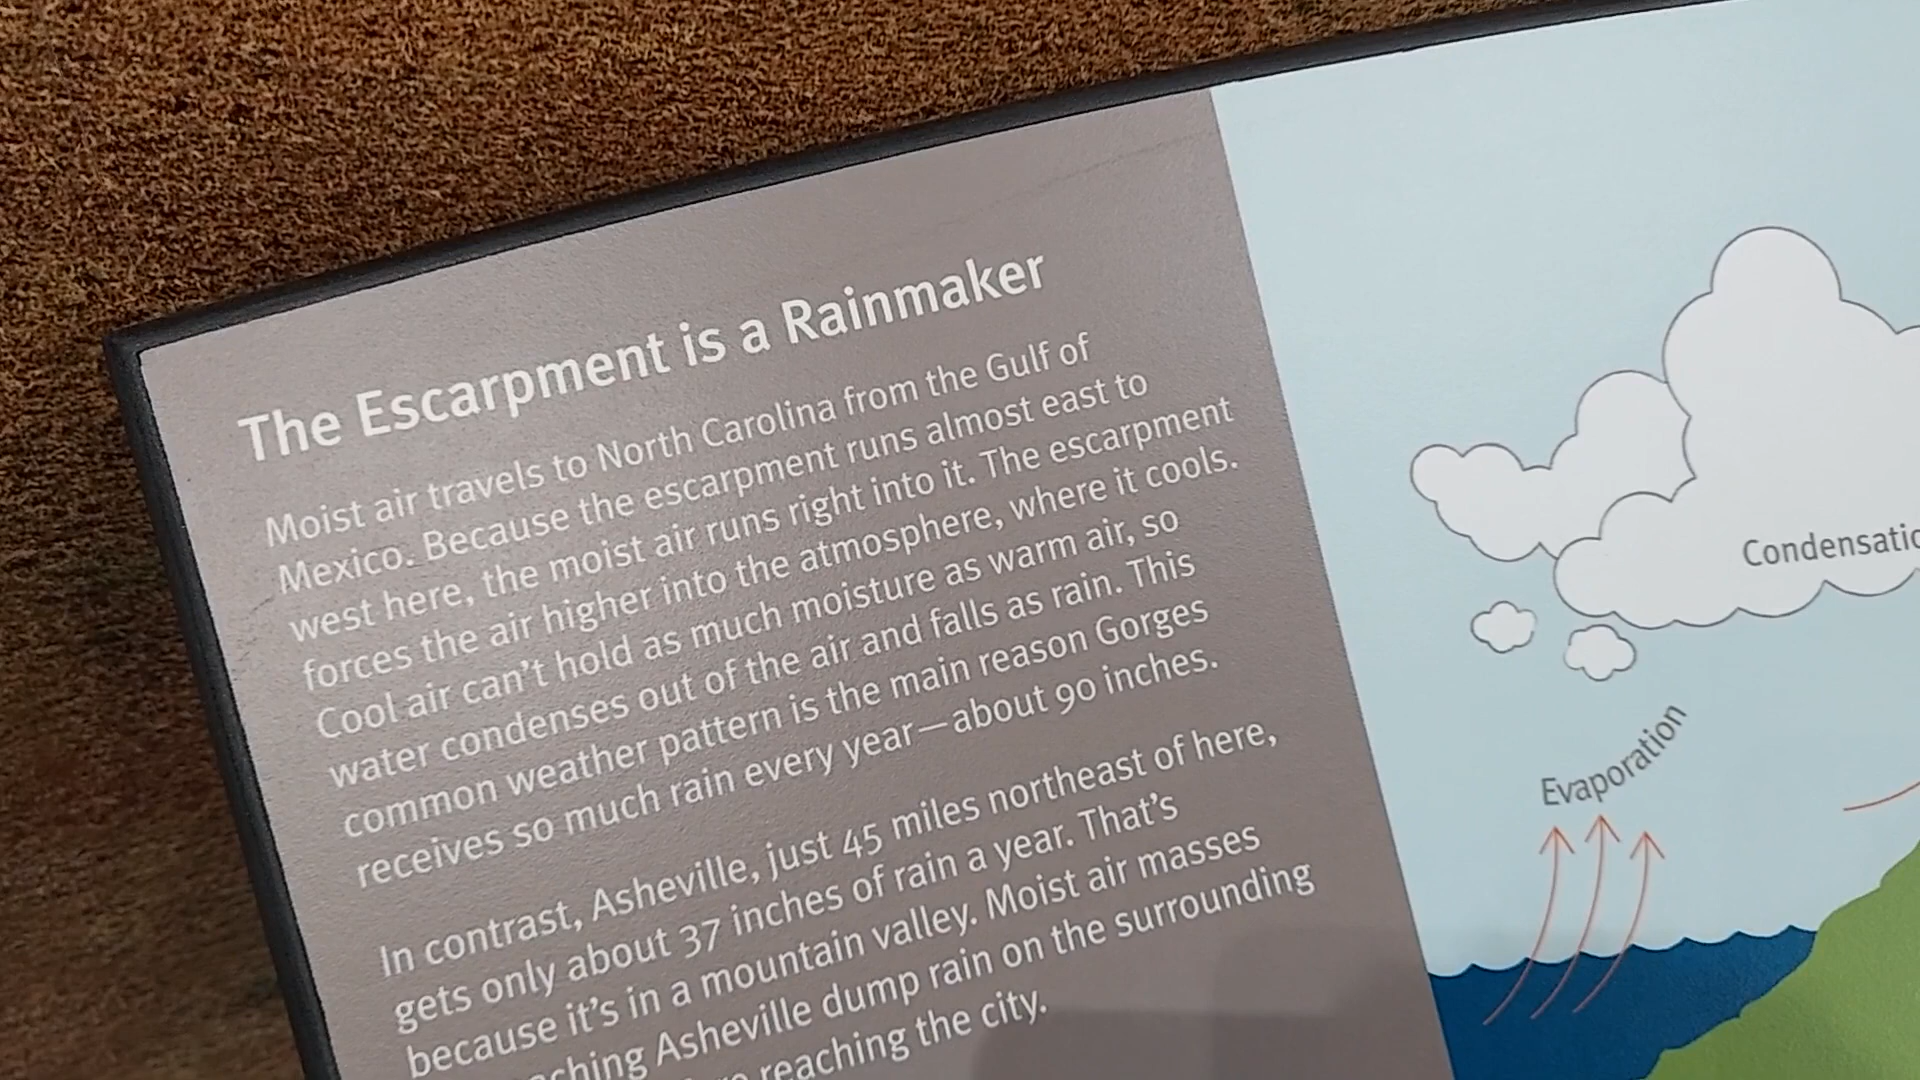 The Escarpment is a Rainmaker
Moist air travels to North Carolina from the Gulf of
Mexico. Because the escarpment runs almost east to
west here, the moist air runs right into it. The escarpment
forces the air higher into the atmosphere, where it cools.
Cool air can't hold as much moisture as warm air, so
water condenses out of the air and falls as rain. This
common weather pattern is the main reason Gorges
receives so much rain every year—about 90 inches.
In contrast, Asheville, just 45 miles northeast of here,
gets only about 37 inches of rain a year. That's
because it's in a mountain valley. Moist air masses
Asheville dump rain on the surrounding
reaching the city.
Evaporation